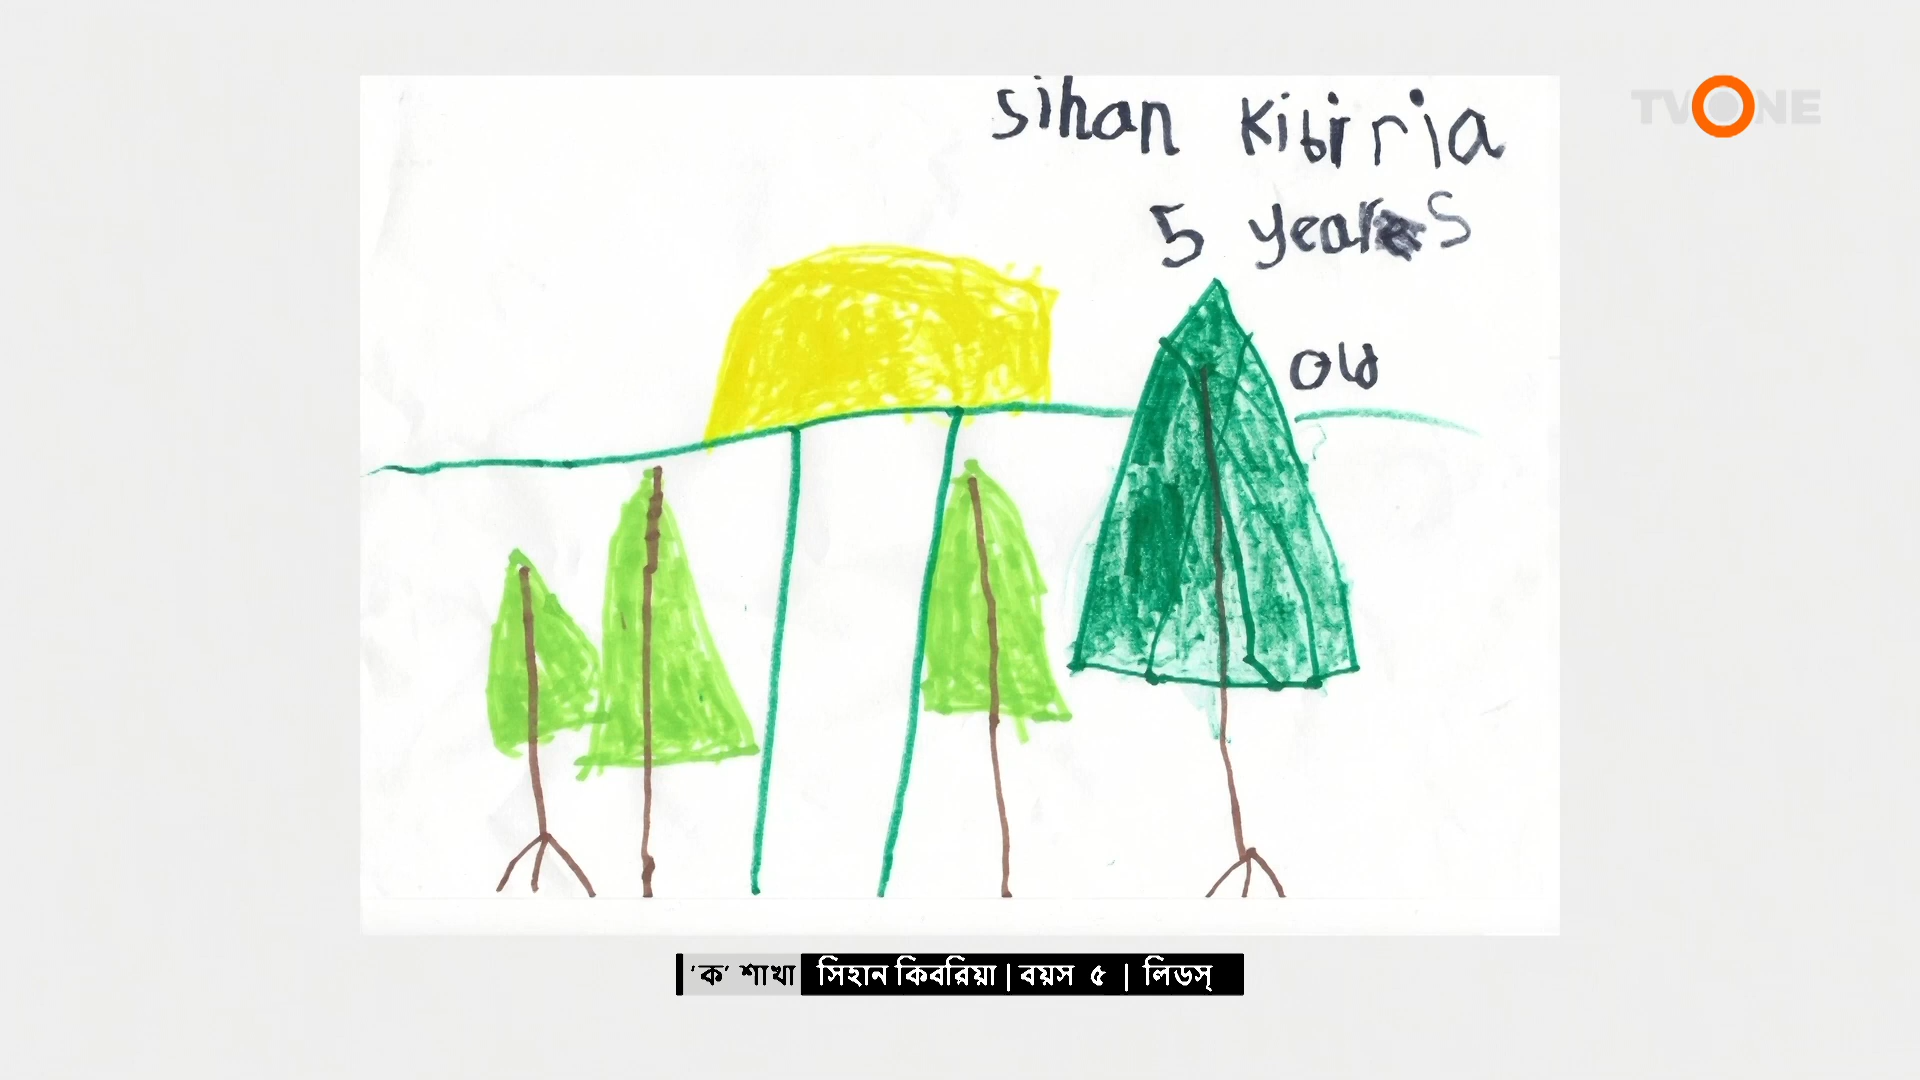 TVONE
Sihan Kibiria
5 years
old
'ক' শাখা সিহান কিবরিয়া | বয়স ৫ | লিডস্